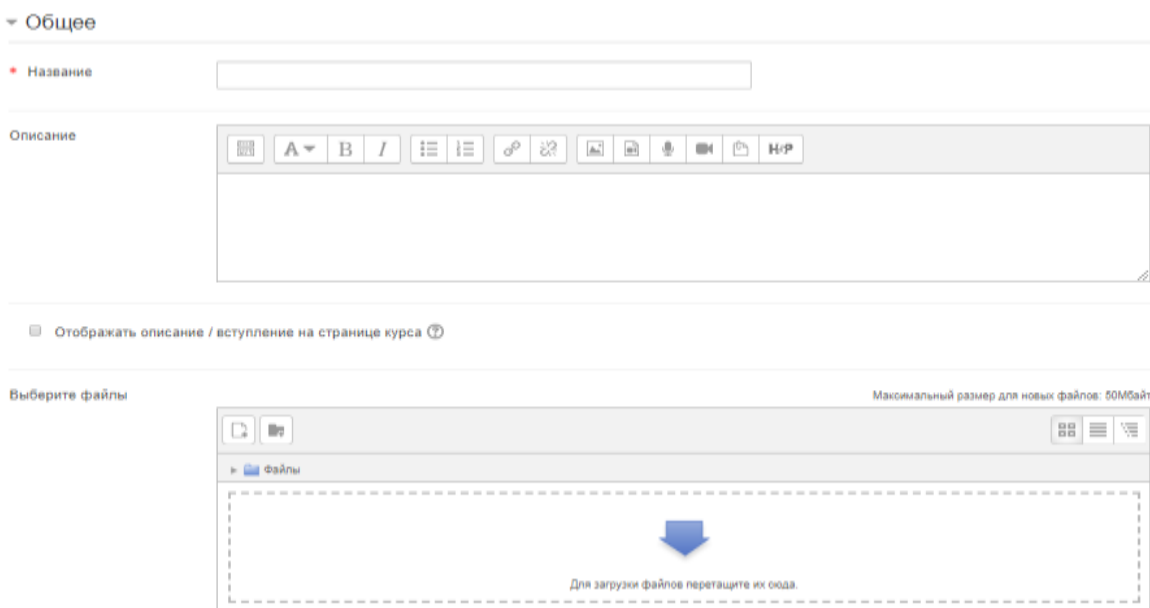 Общее
Название
Описание
A B I H-P
Отображать описание / вступление на странице курса ?
Выберите файлы
Максимальный размер для новых файлов: 50Мбайт
Файлы
Для загрузки файлов перетащите их сюда.